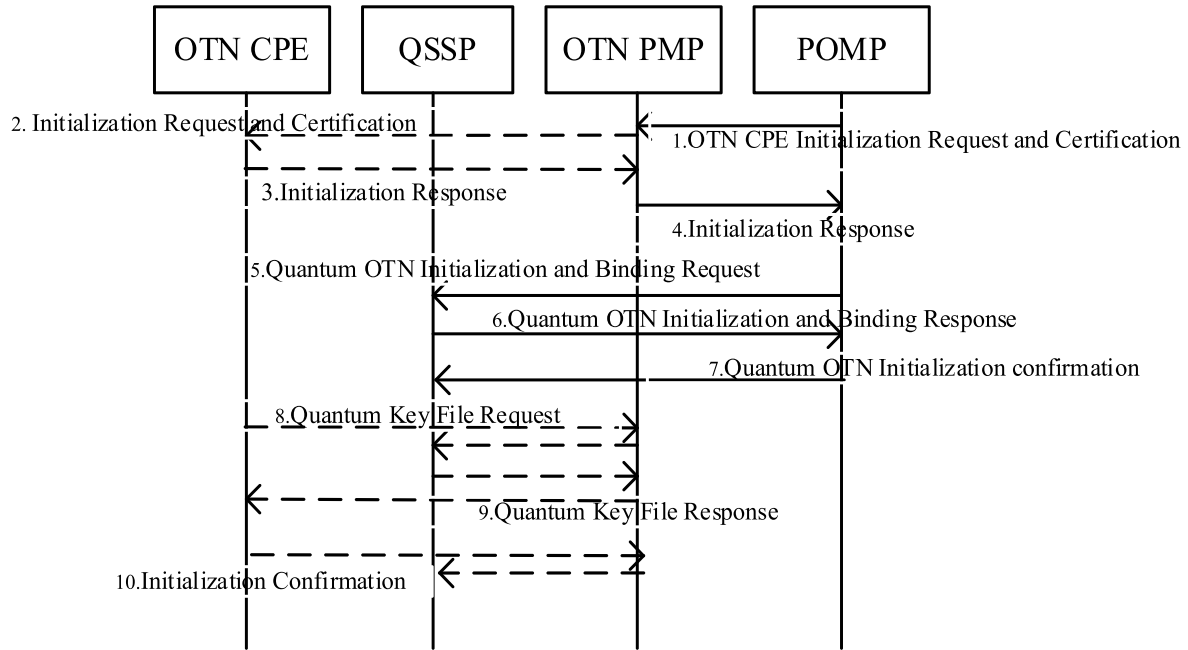 OTN CPE
QSSP
OTN PMP
POMP
2. Initialization Request and Certification
1.OTN CPE Initialization Request and Certification
3.Initialization Response
4.Initialization Response
5.Quantum OTN Initialization and Binding Request
6.Quantum OTN Initialization and Binding Response
7.Quantum OTN Initialization confirmation
8.Quantum Key File Request
9.Quantum Key File Response
10.Initialization Confirmation